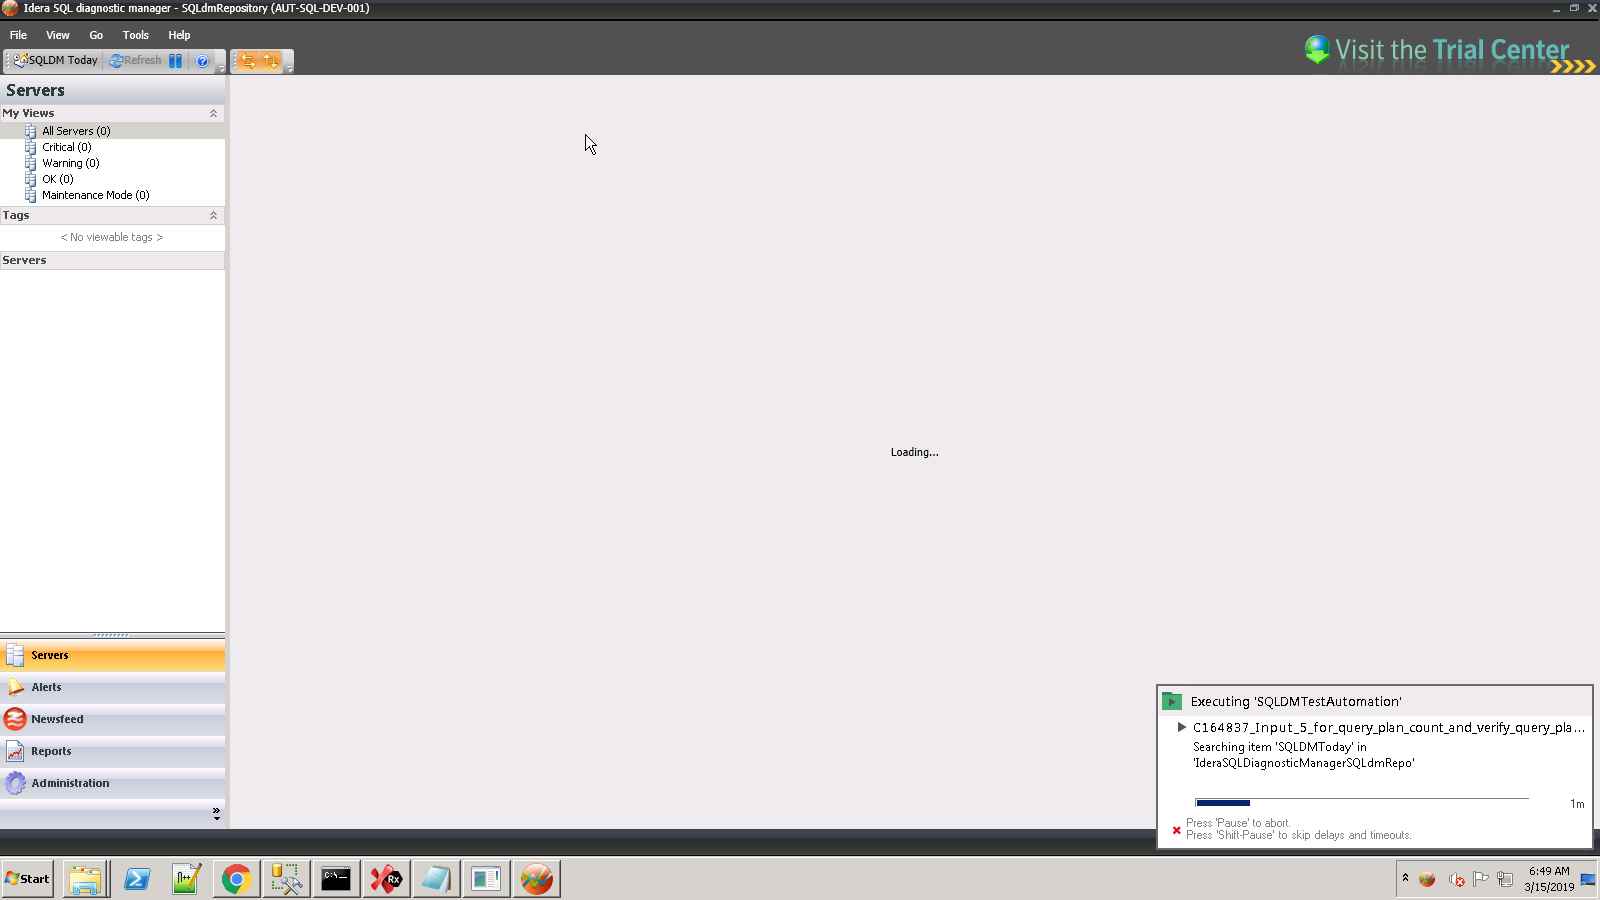 Idera SQL diagnostic manager - SQLdmRepository (AUT-SQL-DEV-001)
File View Go Tools Help
SQLDM Today Refresh
Visit the Trial Center
Servers
My Views
All Servers (0)
Critical (0)
Warning (0)
OK (0)
Maintenance Mode (0)
Tags
< No viewable tags >
Servers
Loading...
Servers
Alerts
Newsfeed
Reports
Administration
Executing 'SQLDMTestAutomation'
C164837_Input_5_for_query_plan_count_and_verify_query_pla...
Searching item 'SQLDMToday' in
'IderaSQLDiagnosticManagerSQLdmRepo'
1m
Press 'Pause' to abort.
Press 'Shift-Pause' to skip delays and timeouts.
Start
n++
C:\_
Rx
6:49 AM
3/15/2019